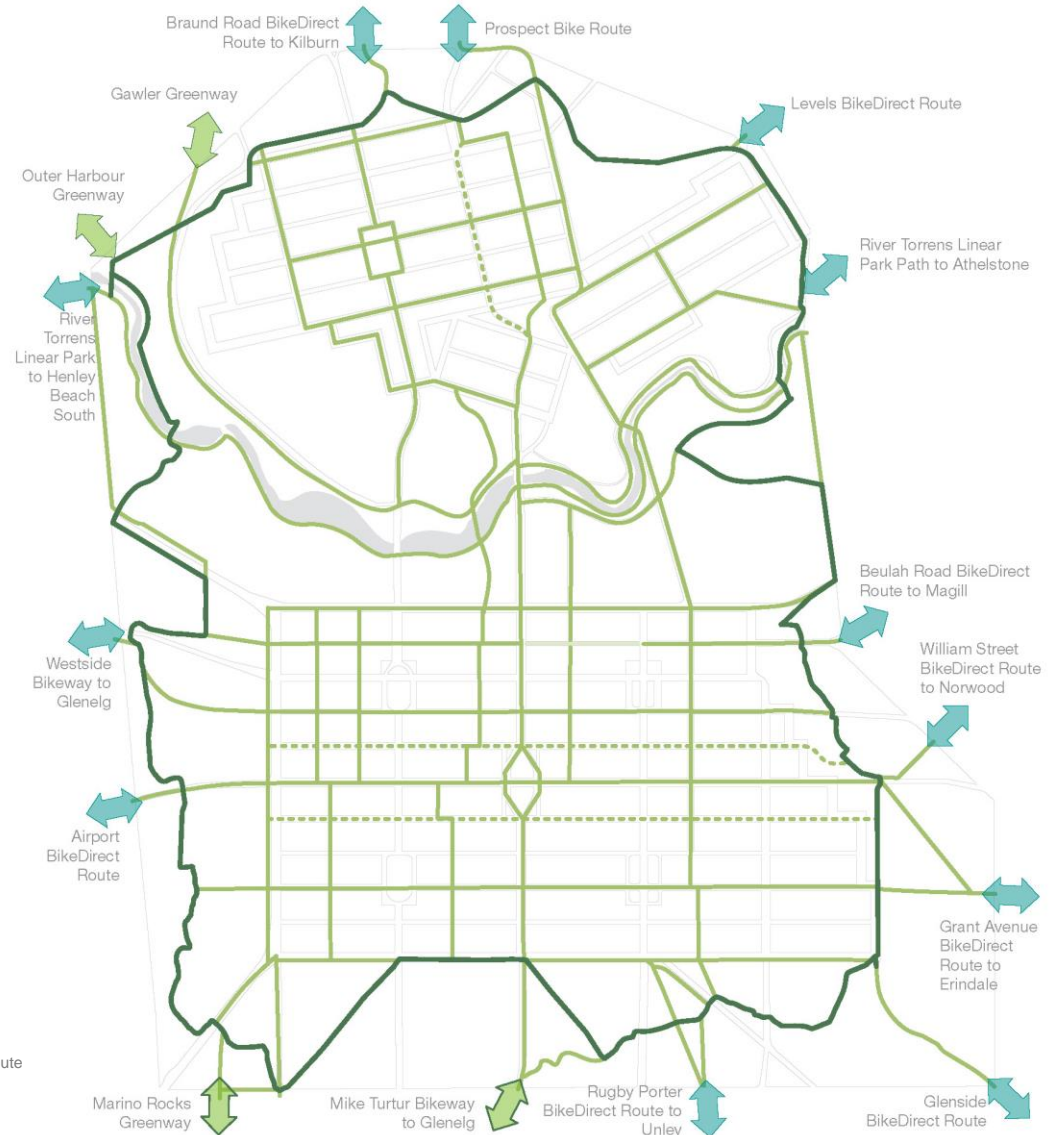 Braund Road BikeDirect
Route to Kilburn
Prospect Bike Route
Gawler Greenway
Levels BikeDirect Route
Outer Harbour
Greenway
River Torrens Linear
Park Path to Athelstone
River
Torrens
Linear Park
to Henley
Beach
South
Beulah Road BikeDirect
Route to Magill
William Street
BikeDirect Route
to Norwood
Westside
Bikeway to
Glenelg
Airport
BikeDirect
Route
Grant Avenue
BikeDirect
Route to
Erindale
ute
Marino Rocks
Greenway
Mike Turtur Bikeway
to Glenelg
Rugby Porter
BikeDirect Route to
Unley
Glenside
BikeDirect Route